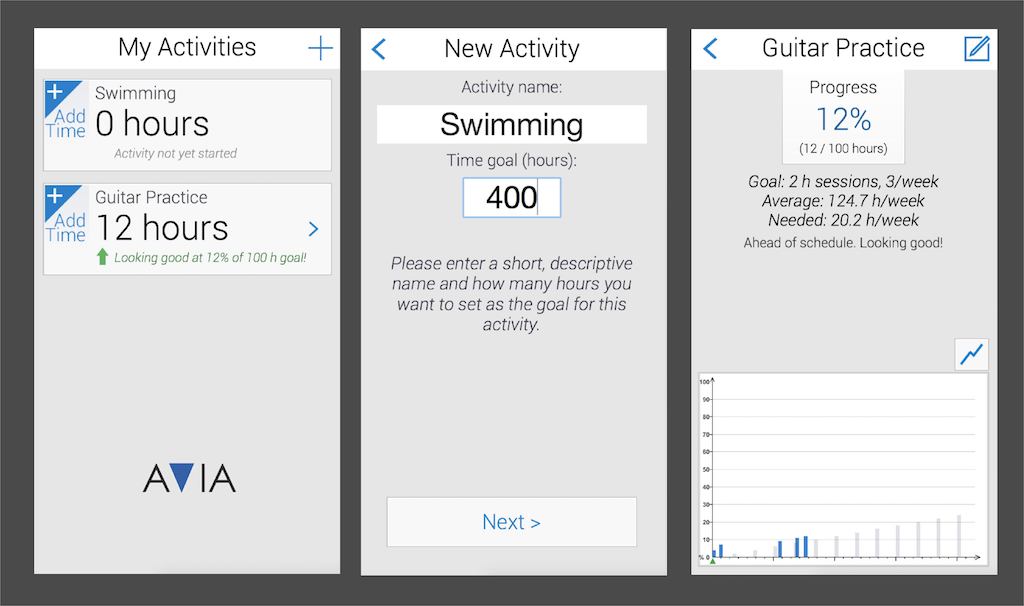 My Activities
Swimming
Add
Time
0 hours
Activity not yet started
Guitar Practice
Add
Time
12 hours
Looking good at 12% of 100 h goal!
AVIA
New Activity
Activity name:
Swimming
Time goal (hours):
400
Please enter a short, descriptive
name and how many hours you
want to set as the goal for this
activity.
Next >
Guitar Practice
Progress
12%
(12 / 100 hours)
Goal: 2 h sessions, 3/week
Average: 124.7 h/week
Needed: 20.2 h/week
Ahead of schedule. Looking good!
100
90
80
70
60
50
40
30
20
10
% 0